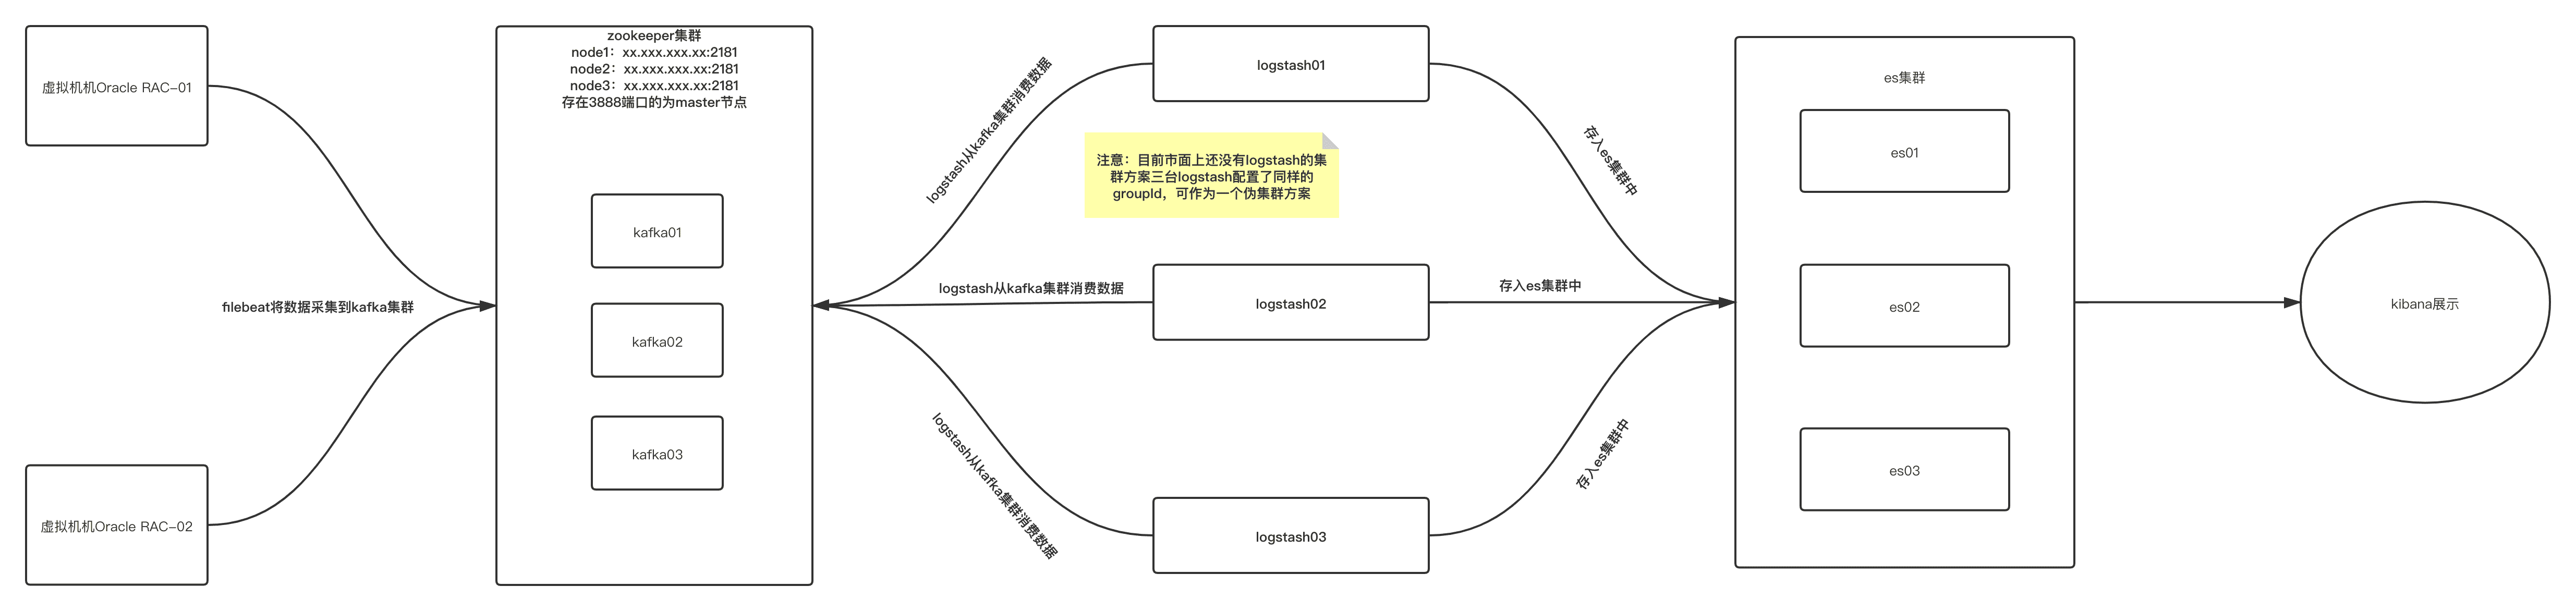 虚拟机机Oracle RAC-01
虚拟机机Oracle RAC-02
filebeat将数据采集到kafka集群
zookeeper集群
node1：xx.xxx.xxx.xx:2181
node2：xx.xxx.xxx.xx:2181
node3：xx.xxx.xxx.xx:2181
存在3888端口的为master节点
kafka01
kafka02
kafka03
logstash从kafka集群消费数据
logstash从kafka集群消费数据
logstash从kafka集群消费数据
logstash01
注意：目前市面上还没有logstash的集
群方案三台logstash配置了同样的
groupId，可作为一个伪集群方案
logstash02
logstash03
存入es集群中
存入es集群中
存入es集群中
es集群
es01
es02
es03
kibana展示